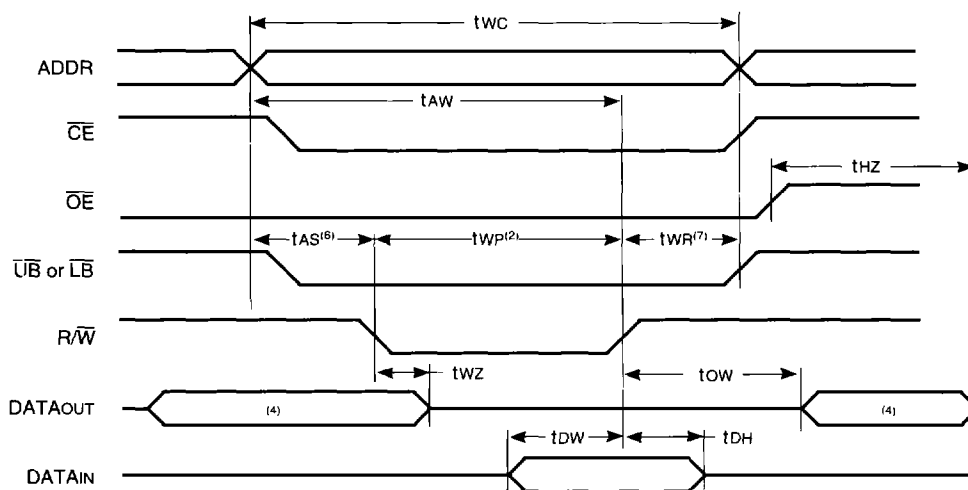 tWC
ADDR
tAW
CE
tHZ
OE
tAS(6) tWP(2) tWR(7)
UB or LB
R/W
tWZ tOW
DATAOUT (4) (4)
tDW tDH
DATAIN